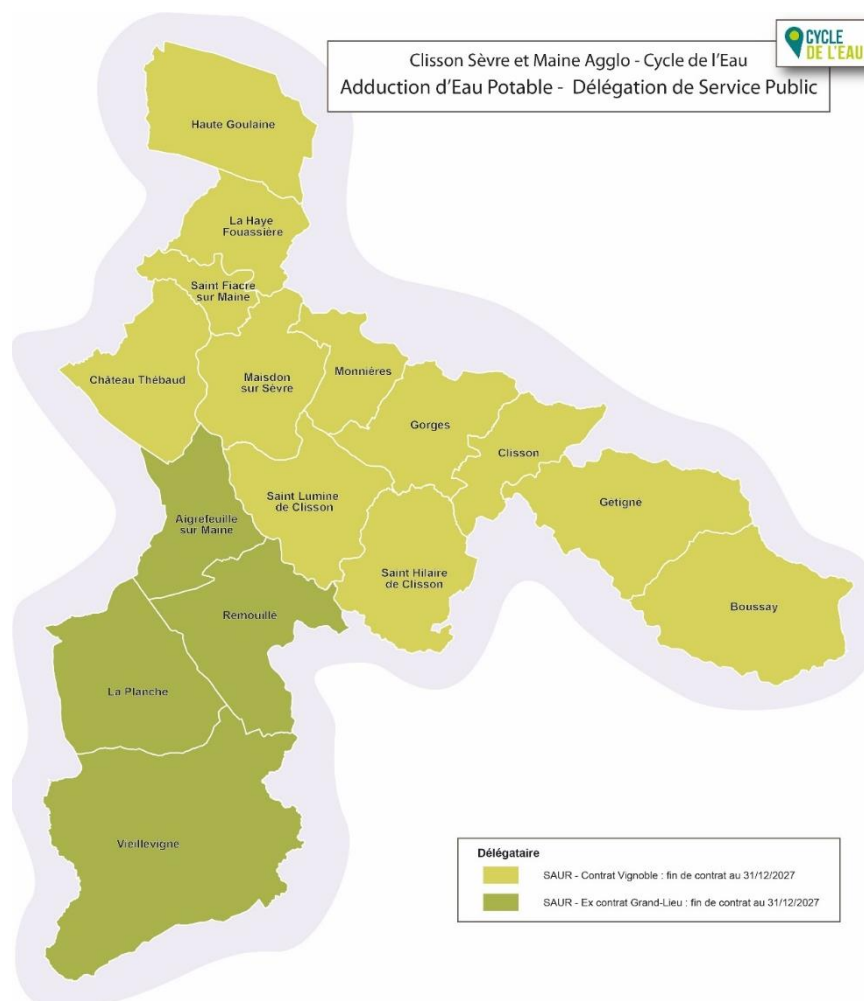 CYCLE
DE L'EAU
Clisson Sèvre et Maine Agglo - Cycle de l'Eau
Adduction d'Eau Potable - Délégation de Service Public
Haute Goulaine
La Haye
Fouassière
Saint Fiacre
sur Maine
Château Thébaud
Maisdon
sur Sèvre
Monnières
Gorges
Clisson
Gétigné
Boussay
Saint Lumine
de Clisson
Saint Hilaire
de Clisson
Aigrefeuille
sur Maine
Remouillé
La Planche
Vieillevigne
Délégataire
SAUR - Contrat Vignoble : fin de contrat au 31/12/2027
SAUR - Ex contrat Grand-Lieu : fin de contrat au 31/12/2027